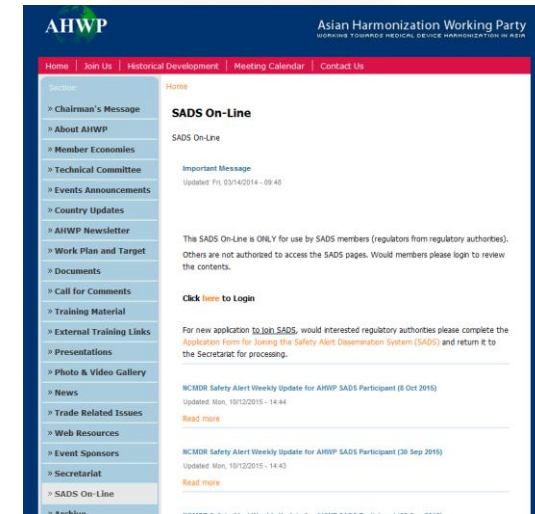 AHWP
Asian Harmonization Working Party
WORKING TOWARDS MEDICAL DEVICE HARMONIZATION IN ASIA
Home | Join Us | Historical Development | Meeting Calendar | Contact Us
Section
» Chairman's Message
» About AHWP
» Member Economies
» Technical Committee
» Events Announcements
» Country Updates
» AHWP Newsletter
» Work Plan and Target
» Documents
» Call for Comments
» Training Material
» External Training Links
» Presentations
» Photo & Video Gallery
» News
» Trade Related Issues
» Web Resources
» Event Sponsors
» Secretariat
» SADS On-Line
» Archive
Home
SADS On-Line
SADS On-Line
Important Message
Updated: Fri, 03/14/2014 - 09:48
This SADS On-Line is ONLY for use by SADS members (regulators from regulatory authorities).
Others are not authorized to access the SADS pages. Would members please login to review
the contents.
Click here to Login
For new application to join SADS, would interested regulatory authorities please complete the
Application Form for Joining the Safety Alert Dissemination System (SADS) and return it to
the Secretariat for processing.
NCMDR Safety Alert Weekly Update for AHWP SADS Participant (8 Oct 2015)
Updated: Mon, 10/12/2015 - 14:44
Read more
NCMDR Safety Alert Weekly Update for AHWP SADS Participant (30 Sep 2015)
Updated: Mon, 10/12/2015 - 14:43
Read more